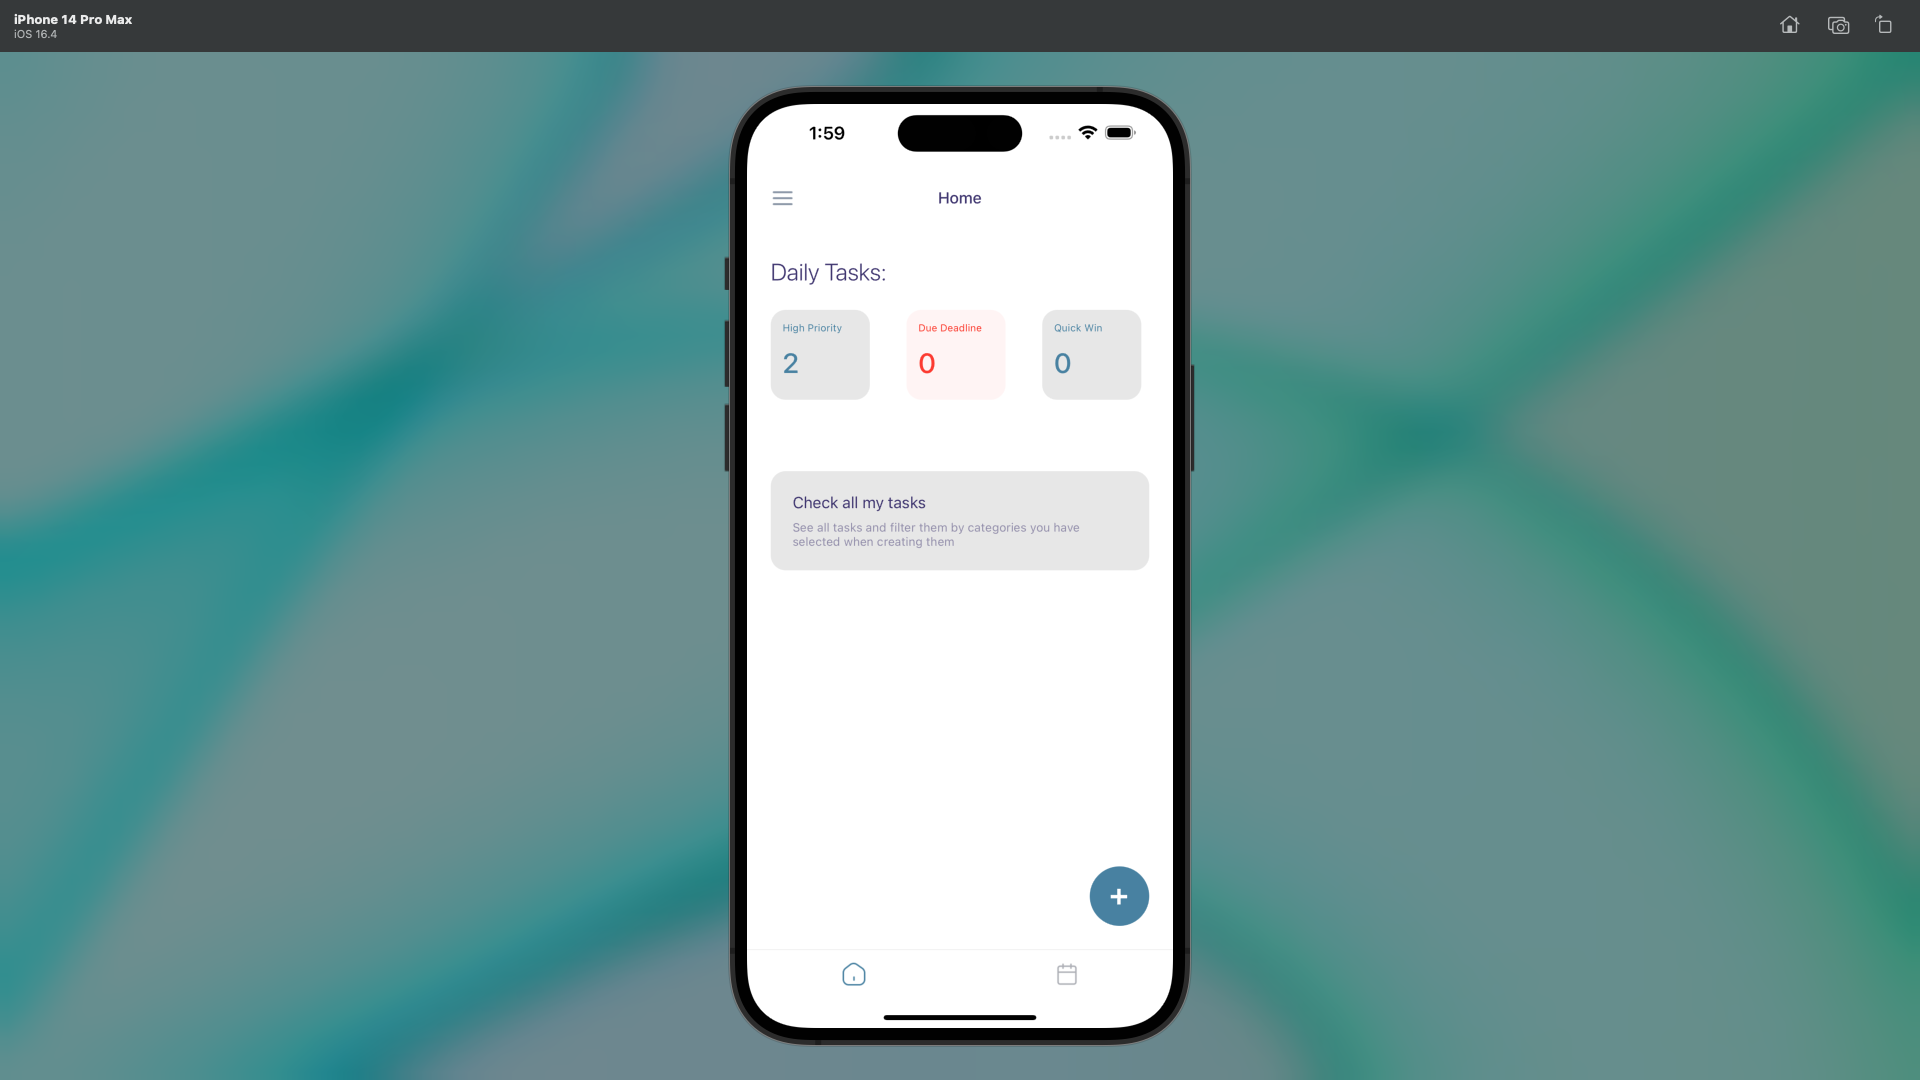 iPhone 14 Pro Max
iOS 16.4
1:59
Home
Daily Tasks:
High Priority
2
Due Deadline
0
Quick Win
0
Check all my tasks
See all tasks and filter them by categories you have
selected when creating them
+